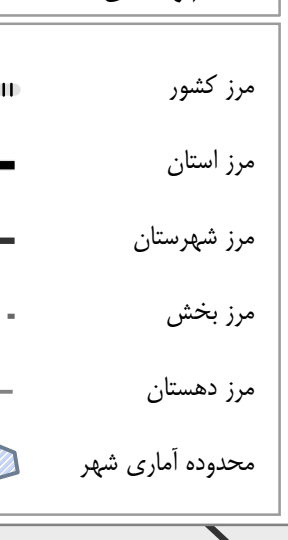 مرز کشور
مرز استان
مرز شهرستان
مرز بخش
مرز دهستان
محدوده آماری شهر